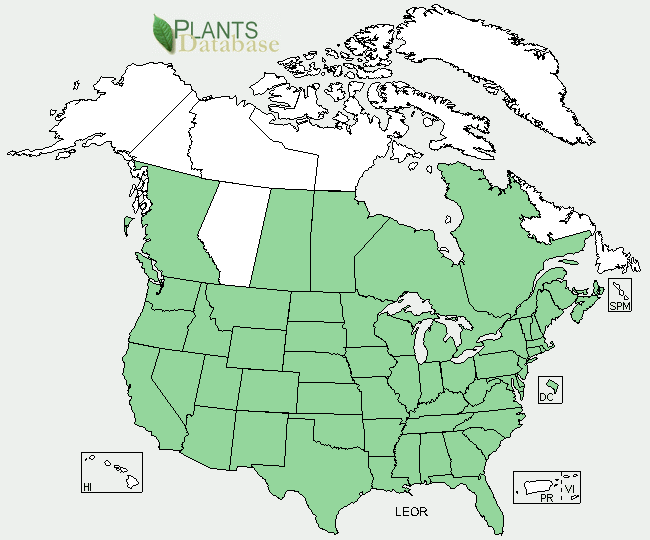 PLANTS
Database
SPM
DC
HI
PR
VI
LEOR